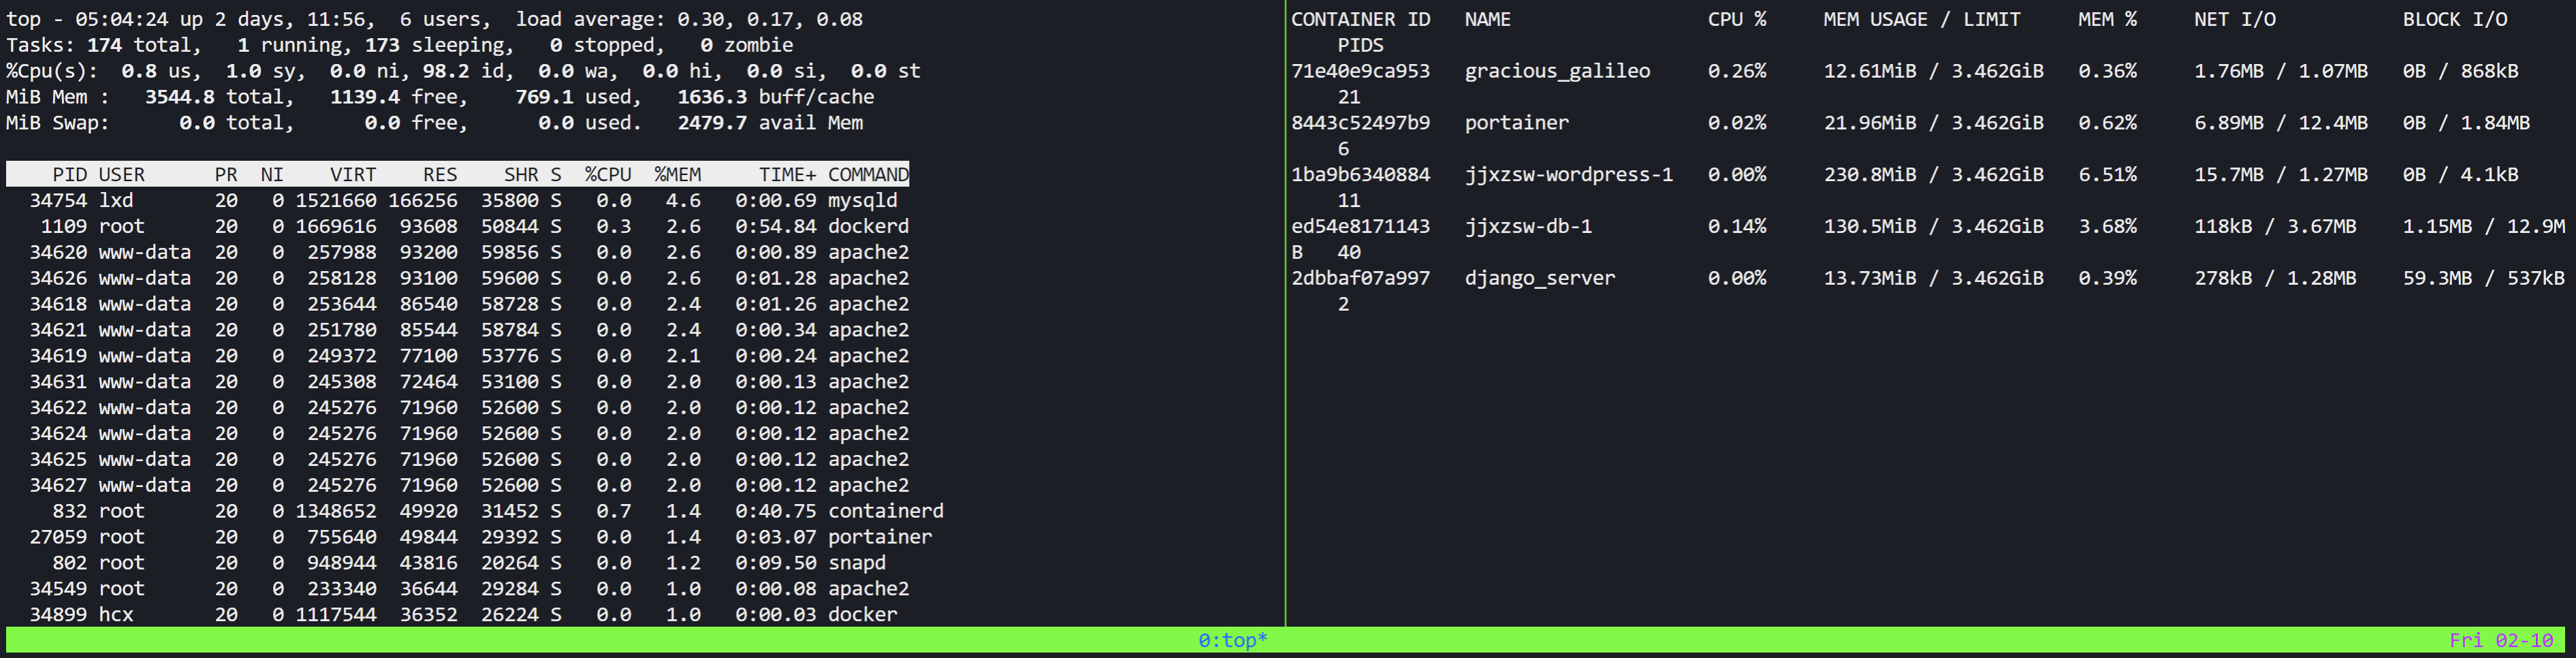 top - 05:04:24 up 2 days, 11:56,  6 users,  load average: 0.30, 0.17, 0.08
Tasks: 174 total,   1 running, 173 sleeping,   0 stopped,   0 zombie
%Cpu(s):  0.8 us,  1.0 sy,  0.0 ni, 98.2 id,  0.0 wa,  0.0 hi,  0.0 si,  0.0 st
MiB Mem :   3544.8 total,   1139.4 free,    769.1 used,   1636.3 buff/cache
MiB Swap:      0.0 total,      0.0 free,      0.0 used.   2479.7 avail Mem
PID USER      PR  NI    VIRT    RES    SHR S  %CPU  %MEM     TIME+ COMMAND
34754 lxd       20   0 1521660 166256  35800 S   0.0   4.6   0:00.69 mysqld
1109 root      20   0 1669616  93608  50844 S   0.3   2.6   0:54.84 dockerd
34620 www-data  20   0  257988  93200  59856 S   0.0   2.6   0:00.89 apache2
34626 www-data  20   0  258128  93100  59600 S   0.0   2.6   0:01.28 apache2
34618 www-data  20   0  253644  86540  58728 S   0.0   2.4   0:01.26 apache2
34621 www-data  20   0  251780  85544  58784 S   0.0   2.4   0:00.34 apache2
34619 www-data  20   0  249372  77100  53776 S   0.0   2.1   0:00.24 apache2
34631 www-data  20   0  245308  72464  53100 S   0.0   2.0   0:00.13 apache2
34622 www-data  20   0  245276  71960  52600 S   0.0   2.0   0:00.12 apache2
34624 www-data  20   0  245276  71960  52600 S   0.0   2.0   0:00.12 apache2
34625 www-data  20   0  245276  71960  52600 S   0.0   2.0   0:00.12 apache2
34627 www-data  20   0  245276  71960  52600 S   0.0   2.0   0:00.12 apache2
832 root      20   0 1348652  49920  31452 S   0.7   1.4   0:40.75 containerd
27059 root      20   0  755640  49844  29392 S   0.0   1.4   0:03.07 portainer
802 root      20   0  948944  43816  20264 S   0.0   1.2   0:09.50 snapd
34549 root      20   0  233340  36644  29284 S   0.0   1.0   0:00.08 apache2
34899 hcx       20   0 1117544  36352  26224 S   0.0   1.0   0:00.03 docker
CONTAINER ID   NAME                 CPU %     MEM USAGE / LIMIT     MEM %     NET I/O           BLOCK I/O
PIDS
71e40e9ca953   gracious_galileo     0.26%     12.61MiB / 3.462GiB   0.36%     1.76MB / 1.07MB   0B / 868kB
21
8443c52497b9   portainer            0.02%     21.96MiB / 3.462GiB   0.62%     6.89MB / 12.4MB   0B / 1.84MB
6
1ba9b6340884   jjxzsw-wordpress-1   0.00%     230.8MiB / 3.462GiB   6.51%     15.7MB / 1.27MB   0B / 4.1kB
11
ed54e8171143   jjxzsw-db-1          0.14%     130.5MiB / 3.462GiB   3.68%     118kB / 3.67MB    1.15MB / 12.9M
B   40
2dbbaf07a997   django_server        0.00%     13.73MiB / 3.462GiB   0.39%     278kB / 1.28MB    59.3MB / 537kB
2
0:top*
Fri 02-10